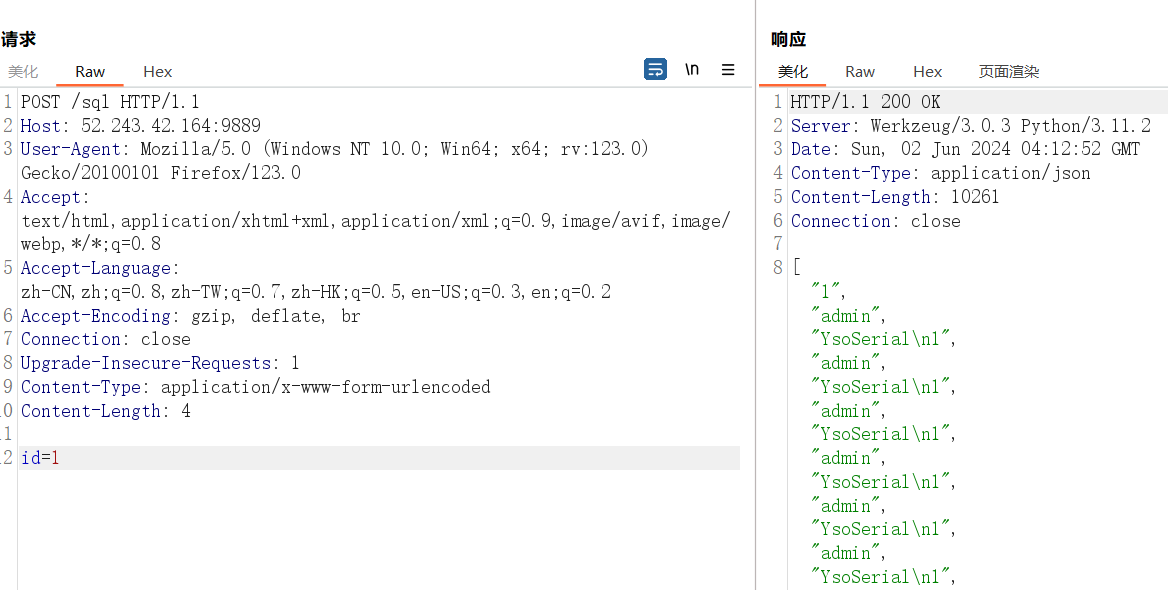 请求
美化 Raw Hex \n
1 POST /sql HTTP/1.1
2 Host: 52.243.42.164:9889
3 User-Agent: Mozilla/5.0 (Windows NT 10.0; Win64; x64; rv:123.0)
Gecko/20100101 Firefox/123.0
4 Accept:
text/html,application/xhtml+xml,application/xml;q=0.9,image/avif,image/
webp,*/*;q=0.8
5 Accept-Language:
zh-CN,zh;q=0.8,zh-TW;q=0.7,zh-HK;q=0.5,en-US;q=0.3,en;q=0.2
6 Accept-Encoding: gzip, deflate, br
7 Connection: close
8 Upgrade-Insecure-Requests: 1
9 Content-Type: application/x-www-form-urlencoded
0 Content-Length: 4
1
2 id=1
响应
美化 Raw Hex 页面渲染
1 HTTP/1.1 200 OK
2 Server: Werkzeug/3.0.3 Python/3.11.2
3 Date: Sun, 02 Jun 2024 04:12:52 GMT
4 Content-Type: application/json
5 Content-Length: 10261
6 Connection: close
7
8 [
"1",
"admin",
"YsoSerial\n1",
"admin",
"YsoSerial\n1",
"admin",
"YsoSerial\n1",
"admin",
"YsoSerial\n1",
"admin",
"YsoSerial\n1",
"admin",
"YsoSerial\n1",